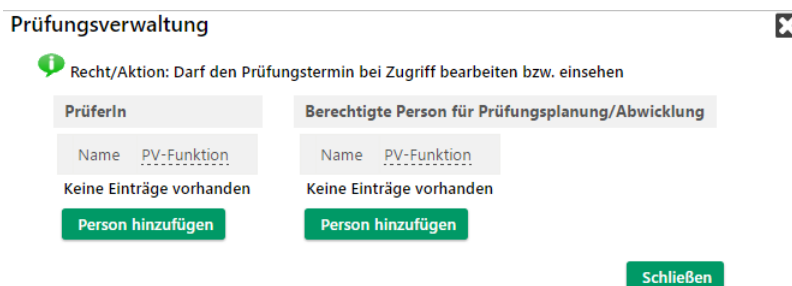 Prüfungsverwaltung
Recht/Aktion: Darf den Prüfungstermin bei Zugriff bearbeiten bzw. einsehen
PrüferIn
Berechtigte Person für Prüfungsplanung/Abwicklung
Name PV-Funktion
Name PV-Funktion
Keine Einträge vorhanden
Keine Einträge vorhanden
Person hinzufügen
Person hinzufügen
Schließen